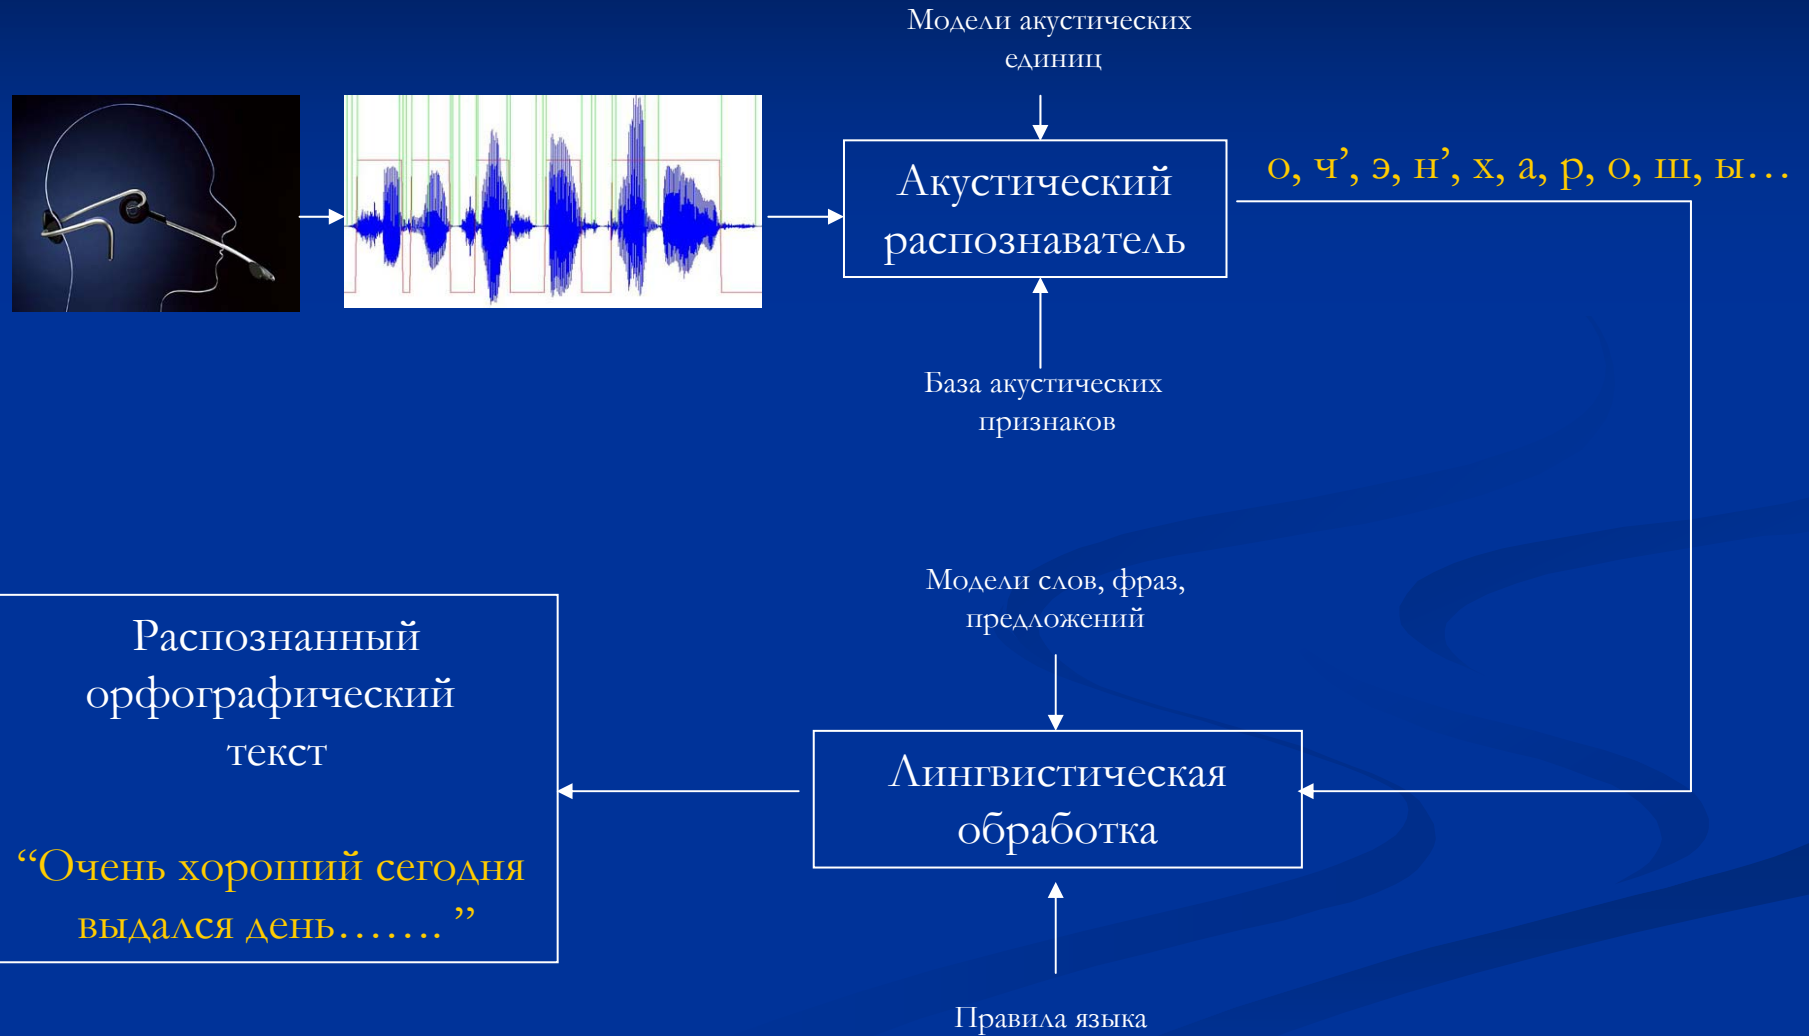 Модели акустических
единиц
Акустический
распознаватель
о, ч’, э, н’, х, а, р, о, ш, ы…
База акустических
признаков
Модели слов, фраз,
предложений
Лингвистическая
обработка
Правила языка
Распознанный
орфографический
текст
“Очень хороший сегодня
выдался день…….”